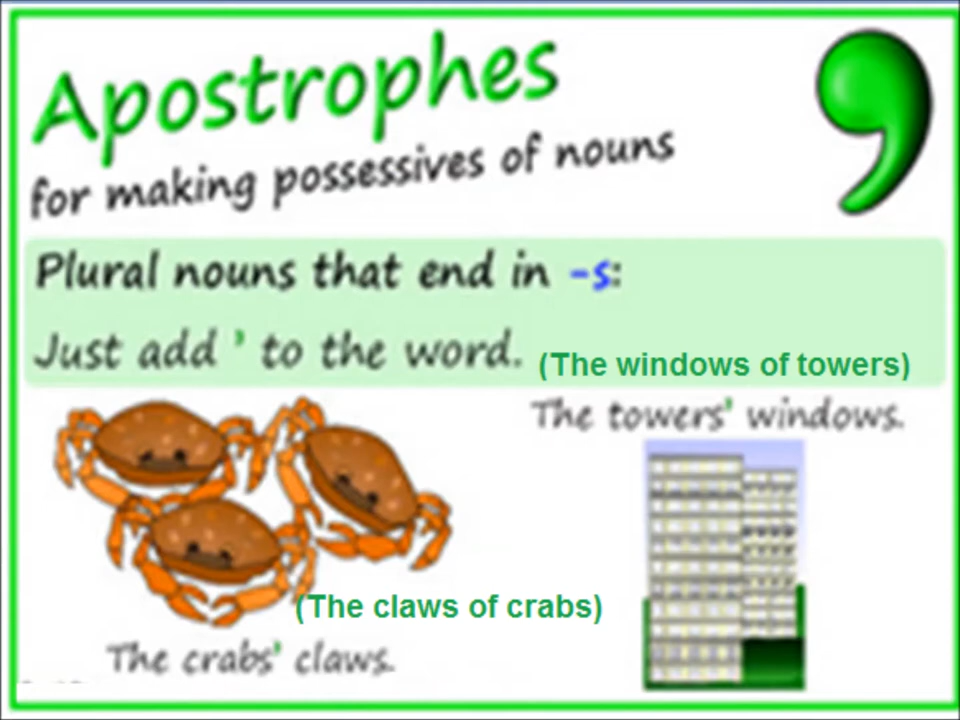 Apostrophes
for making possessives of nouns
Plural nouns that end in -s:
Just add ' to the word. (The windows of towers)
The towers' windows.
(The claws of crabs)
The crabs' claws.